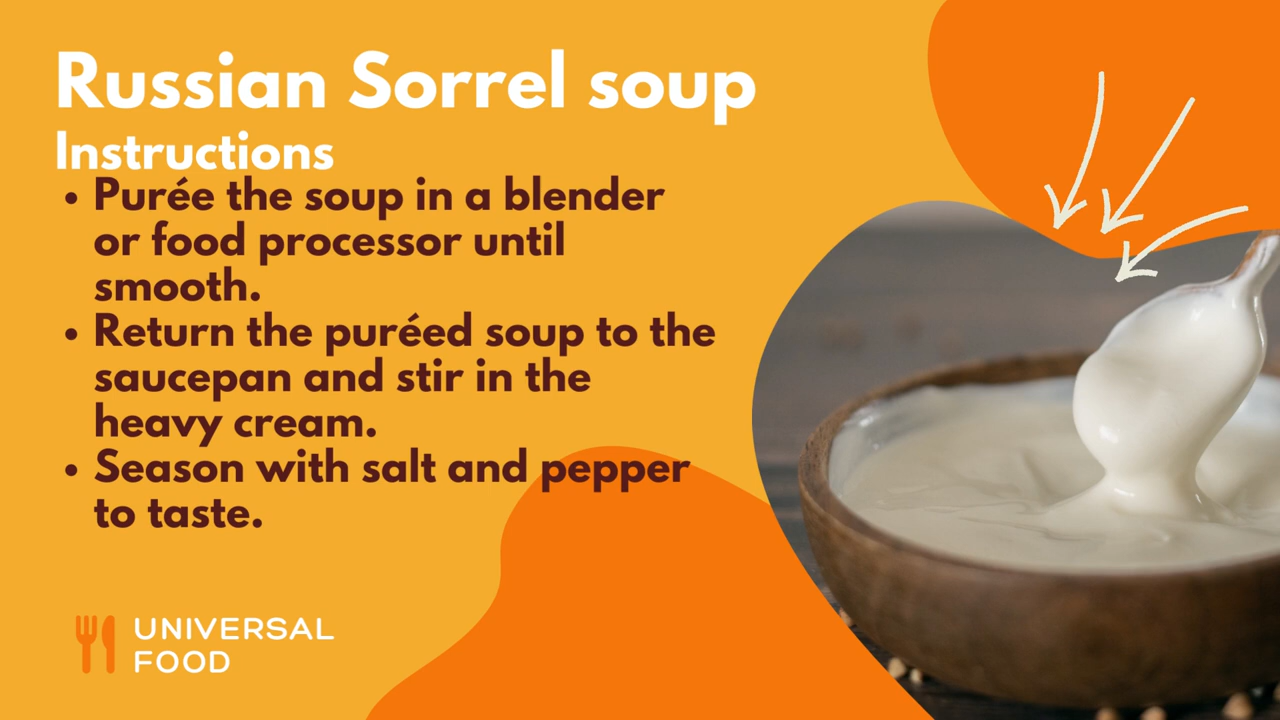 Russian Sorrel soup
Instructions
• Purée the soup in a blender
or food processor until
smooth.
• Return the puréed soup to the
saucepan and stir in the
heavy cream.
• Season with salt and pepper
to taste.
UNIVERSAL
FOOD